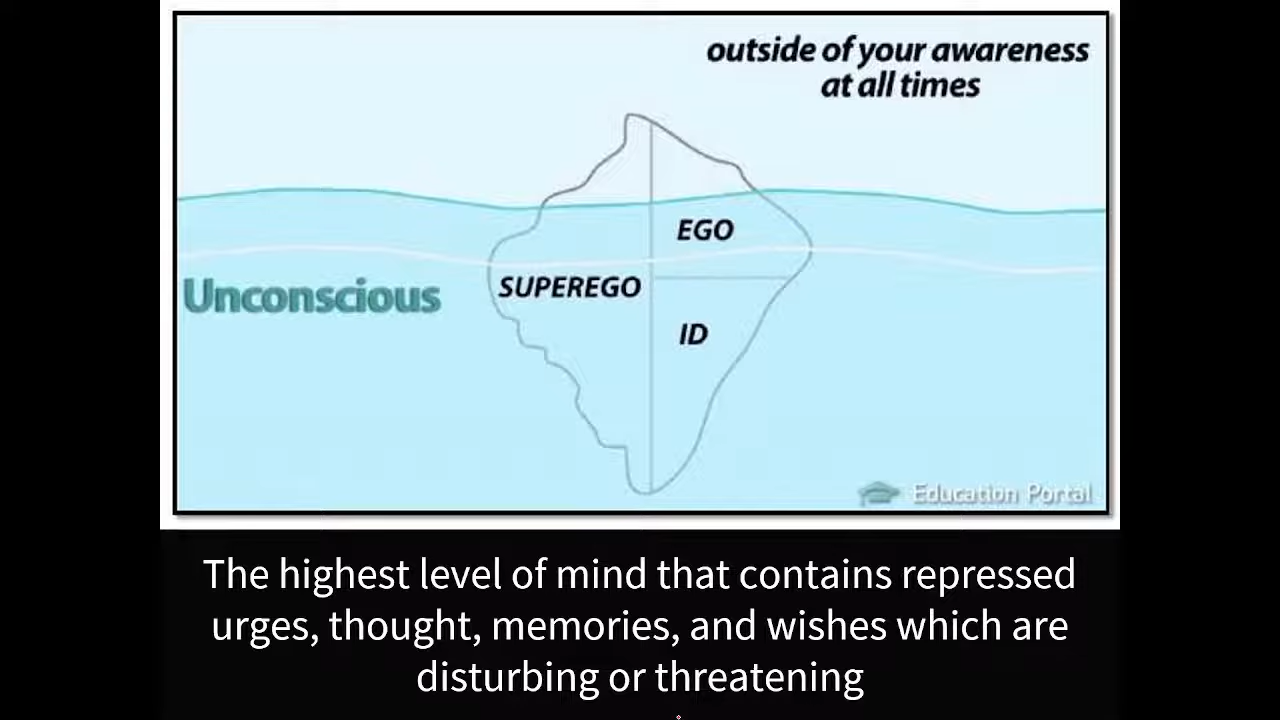 outside of your awareness
at all times
EGO
Unconscious
SUPEREGO
ID
Education Portal
The highest level of mind that contains repressed
urges, thought, memories, and wishes which are
disturbing or threatening